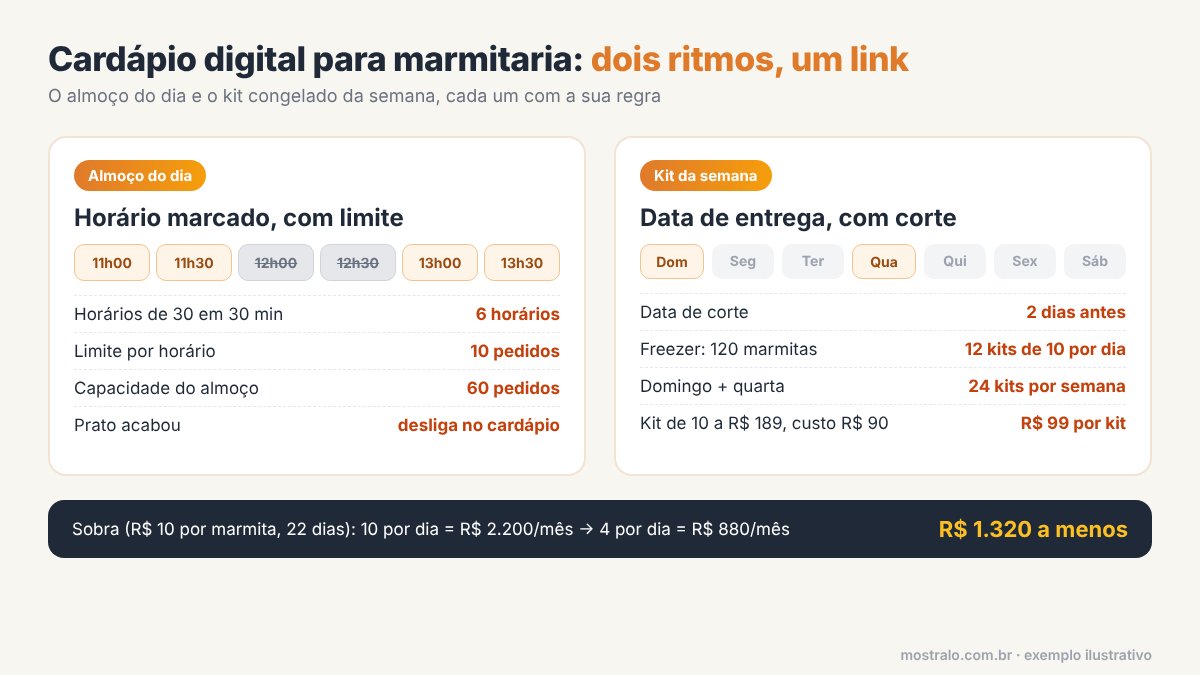 Cardápio digital para marmitaria: dois ritmos, um link
O almoço do dia e o kit congelado da semana, cada um com a sua regra
Almoço do dia
Horário marcado, com limite
11h00 11h30 12h00 12h30 13h00 13h30
Horários de 30 em 30 min 6 horários
Limite por horário 10 pedidos
Capacidade do almoço 60 pedidos
Prato acabou desliga no cardápio
Kit da semana
Data de entrega, com corte
Dom Seg Ter Qua Qui Sex Sáb
Data de corte 2 dias antes
Freezer: 120 marmitas 12 kits de 10 por dia
Domingo + quarta 24 kits por semana
Kit de 10 a R$ 189, custo R$ 90 R$ 99 por kit
Sobra (R$ 10 por marmita, 22 dias): 10 por dia = R$ 2.200/mês → 4 por dia = R$ 880/mês R$ 1.320 a menos
mostralo.com.br · exemplo ilustrativo